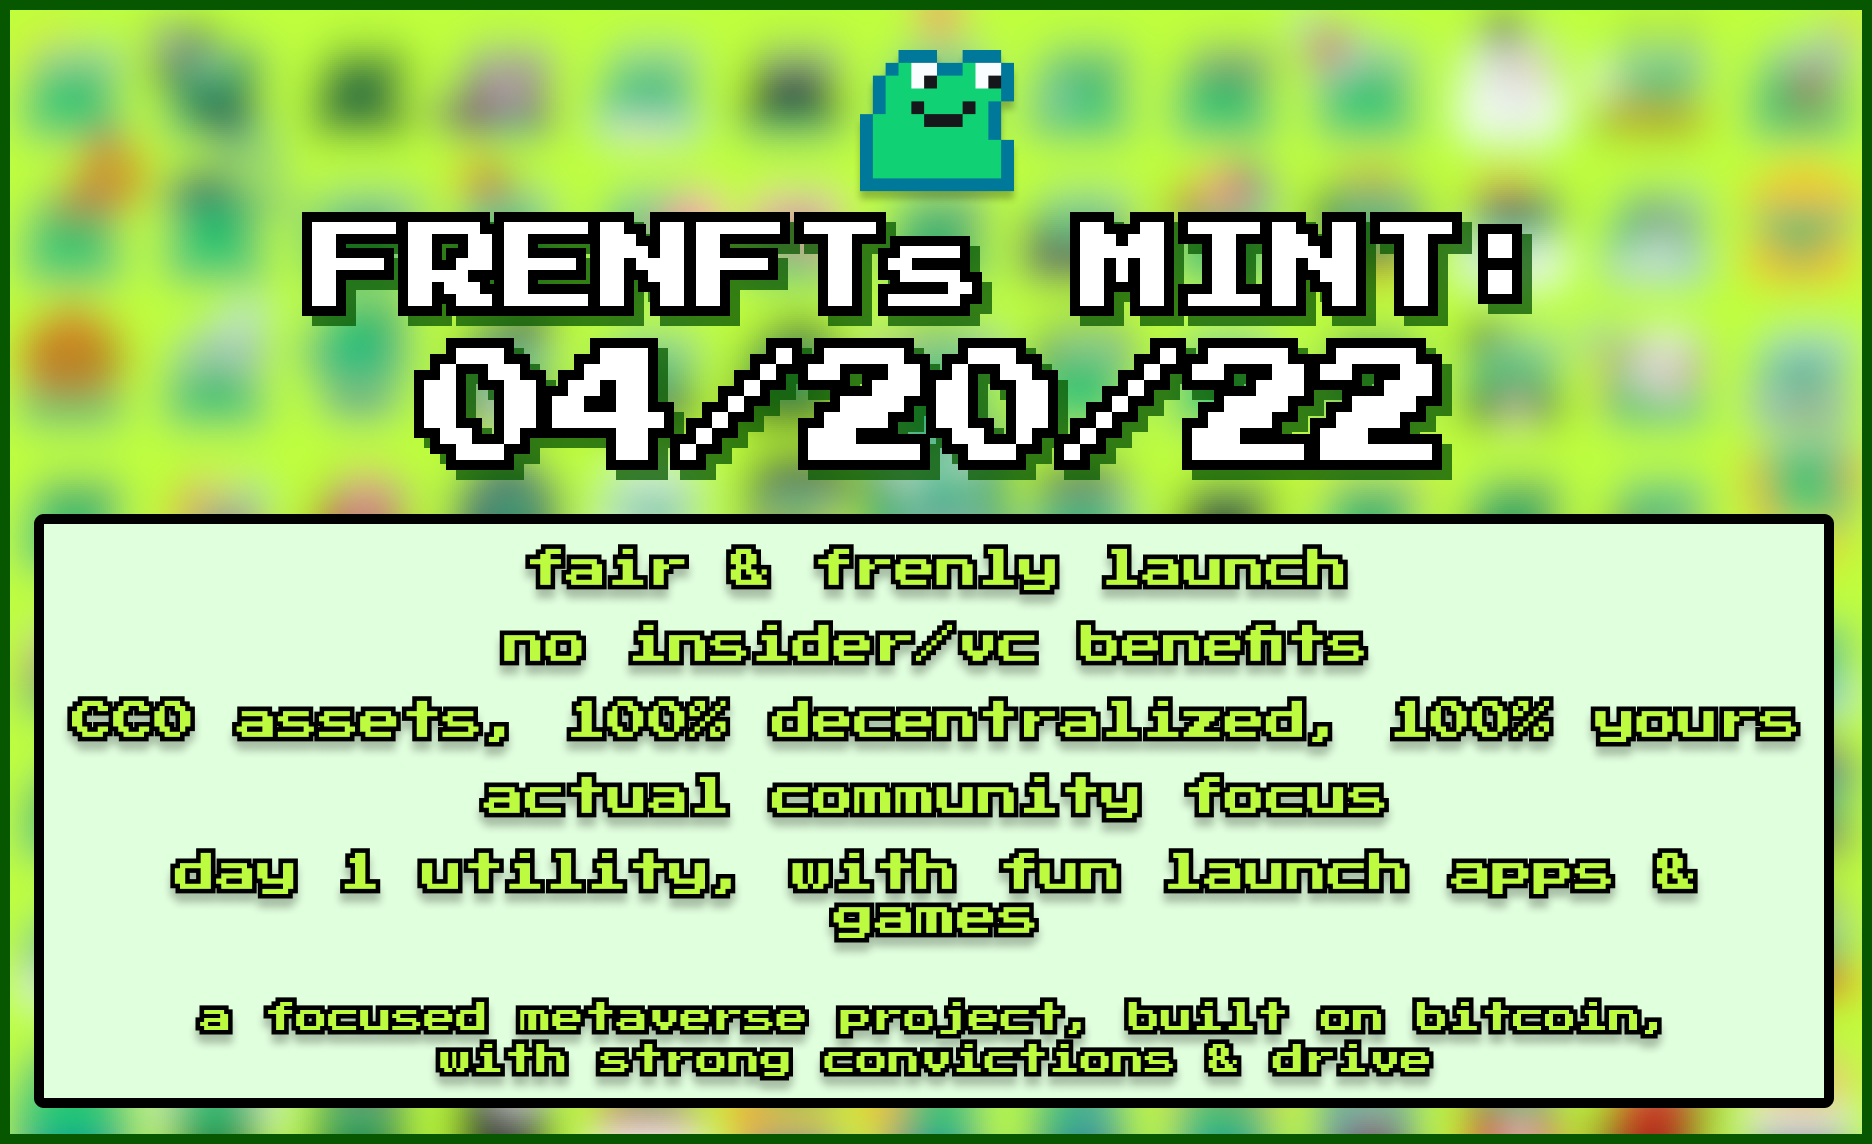 FRENFTs MINT:
04/20/22
fair & frenly launch
no insider/vc benefits
CC0 assets, 100% decentralized, 100% yours
actual community focus
day 1 utility, with fun launch apps &
games
a focused metaverse project, built on bitcoin,
with strong convictions & drive